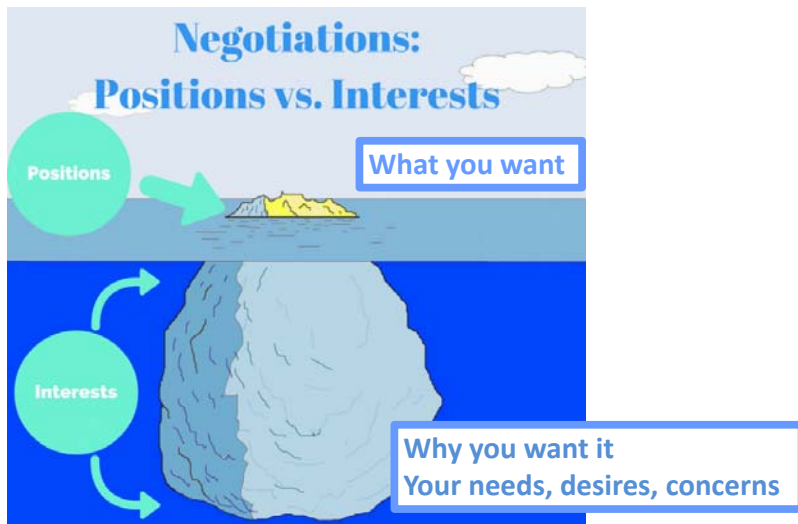 Negotiations:
Positions vs. Interests
What you want
Positions
Interests
Why you want it
Your needs, desires, concerns